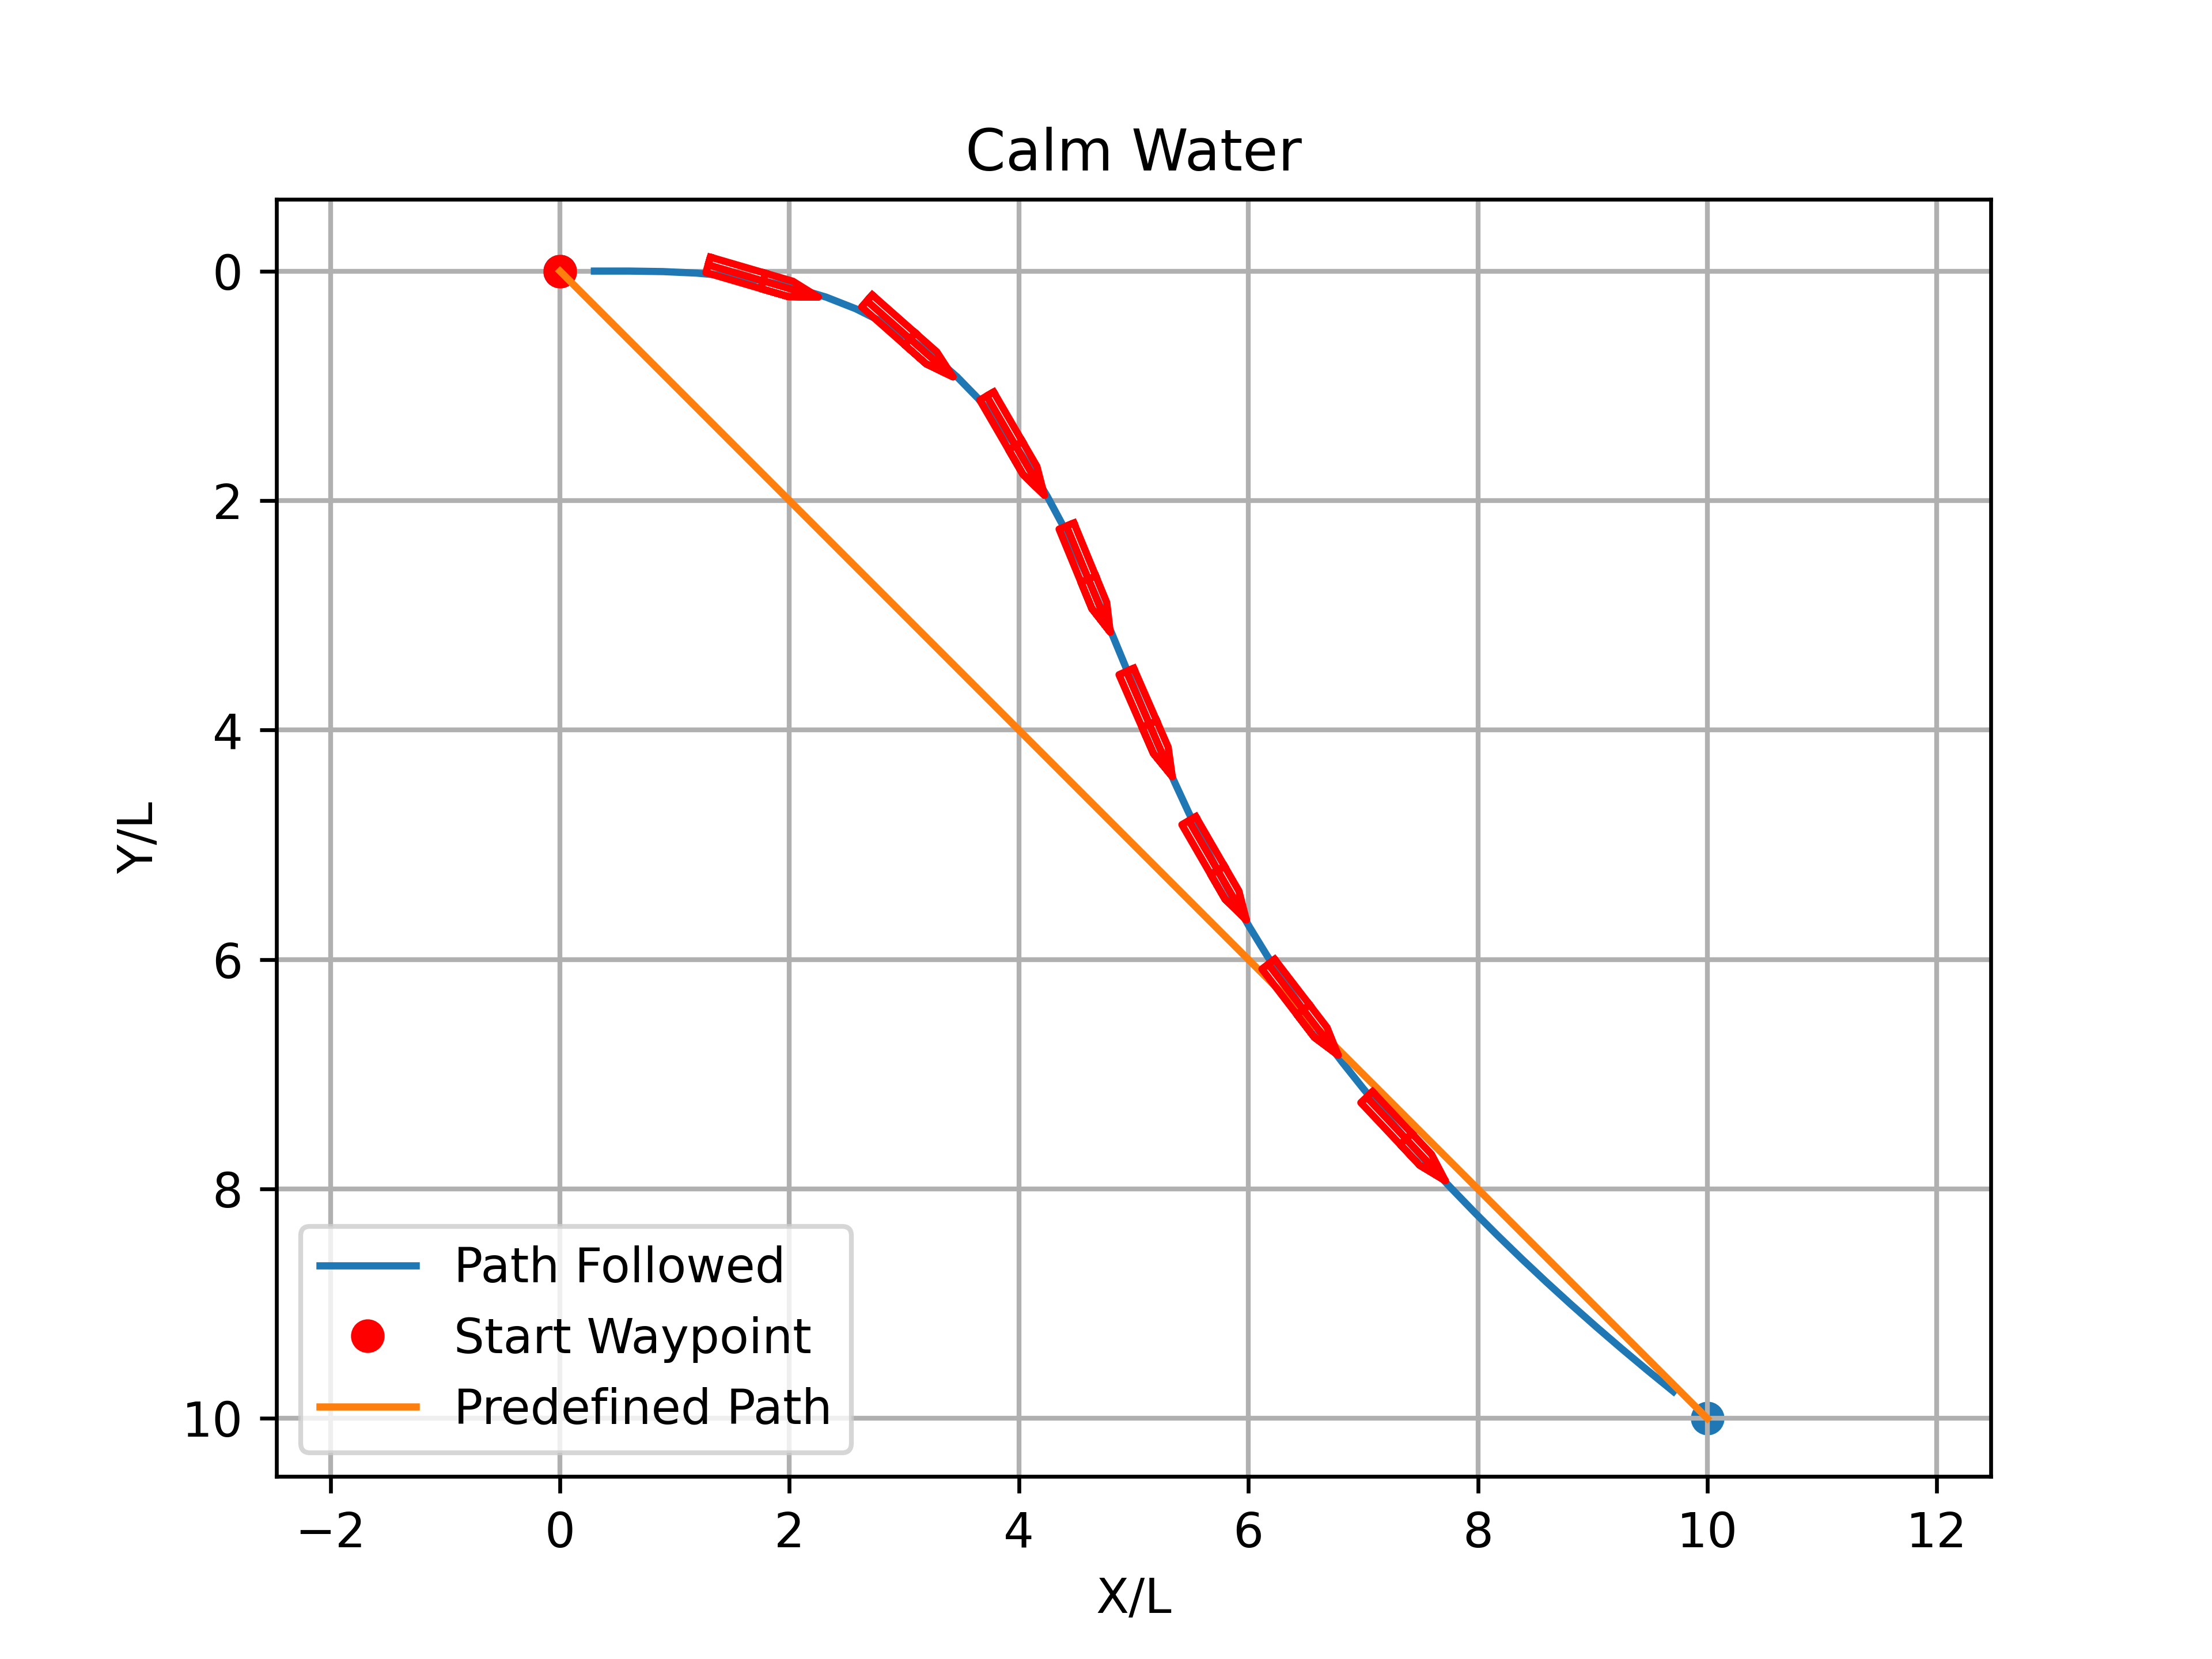 Calm Water
0
2
4
6
8
10
Y/L
Path Followed
Start Waypoint
Predefined Path
−2 0 2 4 6 8 10 12
X/L